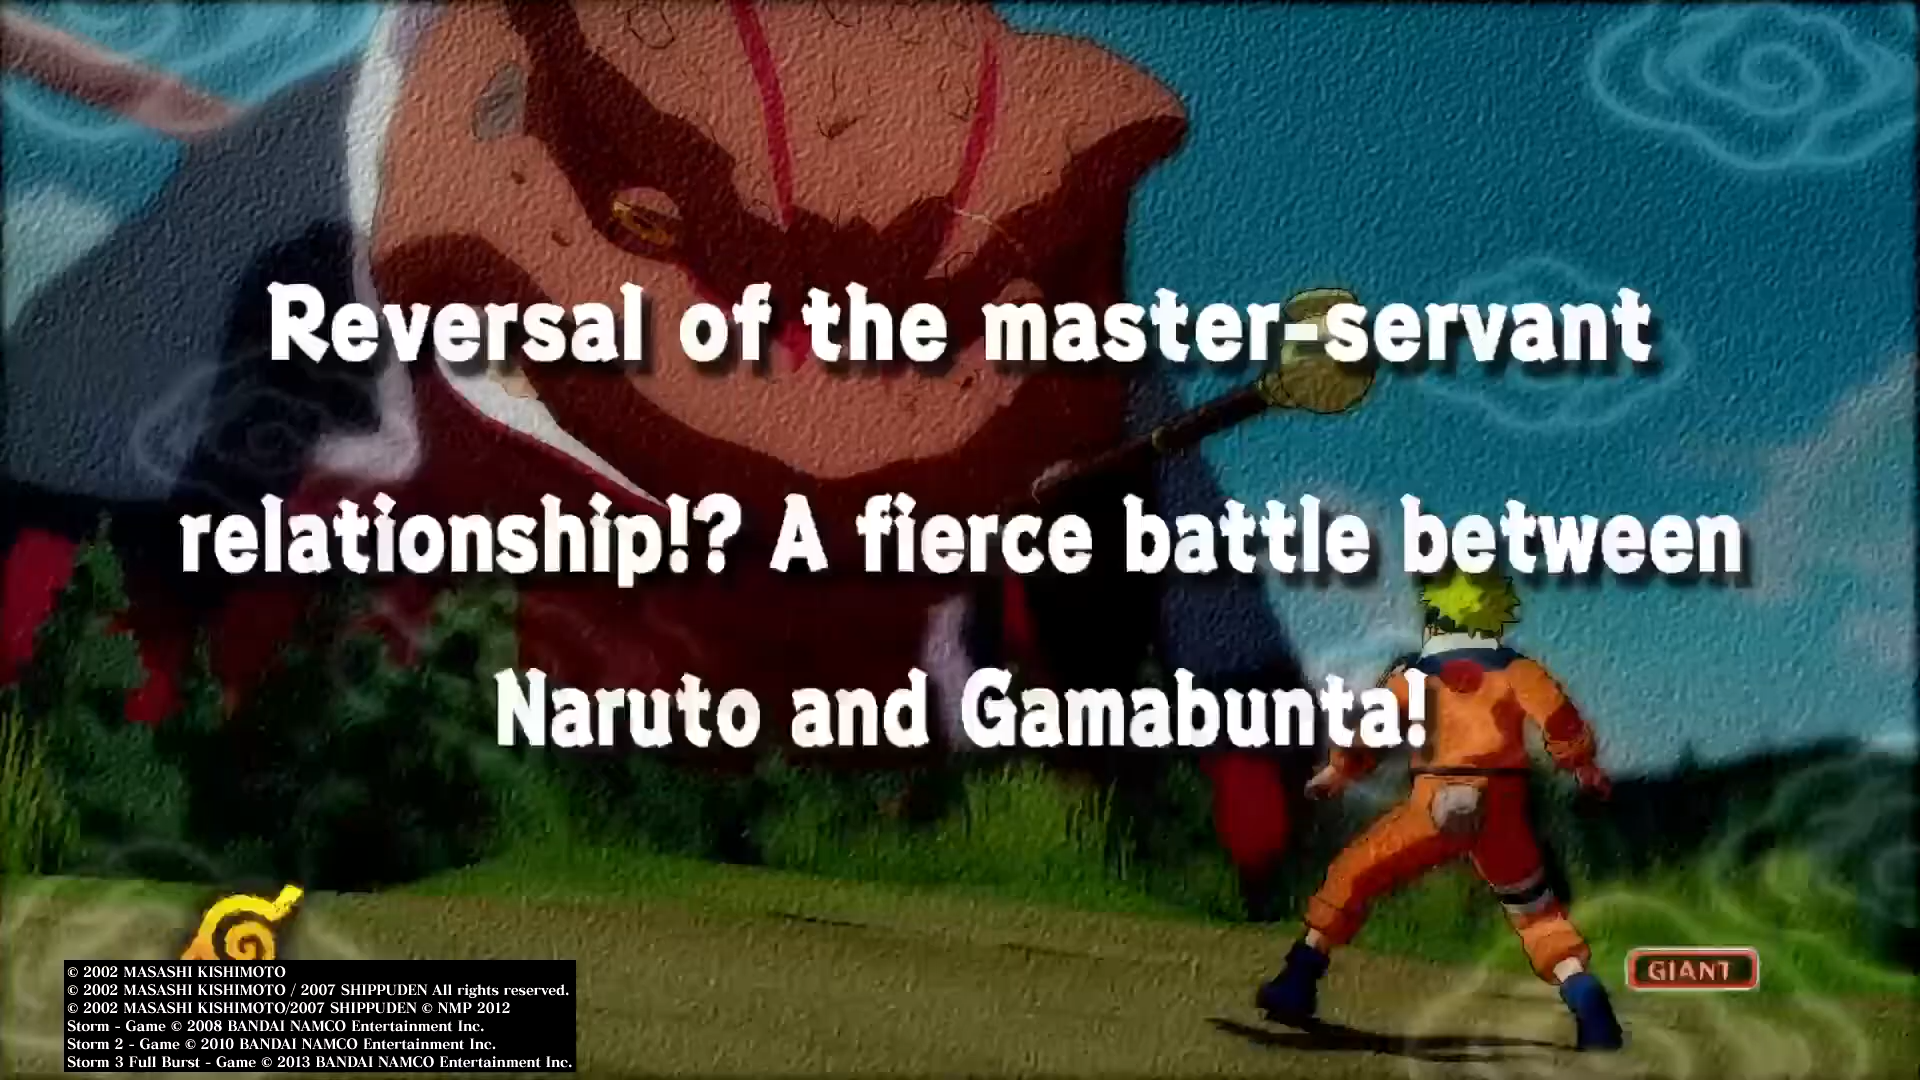 Reversal of the master-servant
relationship!? A fierce battle between
Naruto and Gamabunta!
GIANT
© 2002 MASASHI KISHIMOTO
© 2002 MASASHI KISHIMOTO / 2007 SHIPPUDEN All rights reserved.
© 2002 MASASHI KISHIMOTO/2007 SHIPPUDEN © NMP 2012
Storm - Game © 2008 BANDAI NAMCO Entertainment Inc.
Storm 2 - Game © 2010 BANDAI NAMCO Entertainment Inc.
Storm 3 Full Burst - Game © 2013 BANDAI NAMCO Entertainment Inc.